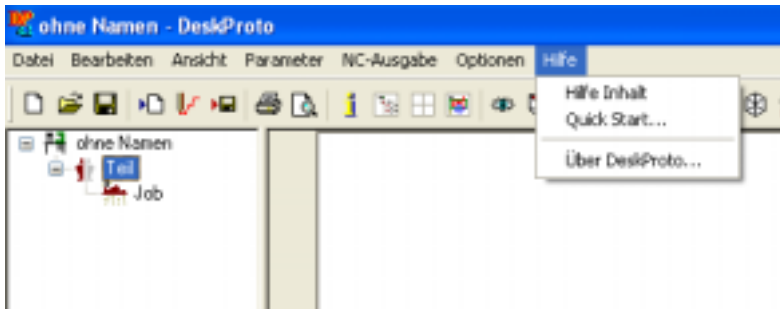 ohne Namen - DeskProto
Datei Bearbeiten Ansicht Parameter NC-Ausgabe Optionen Hilfe
Hilfe Inhalt
Quick Start...
Über DeskProto...
ohne Namen
Teil
Job